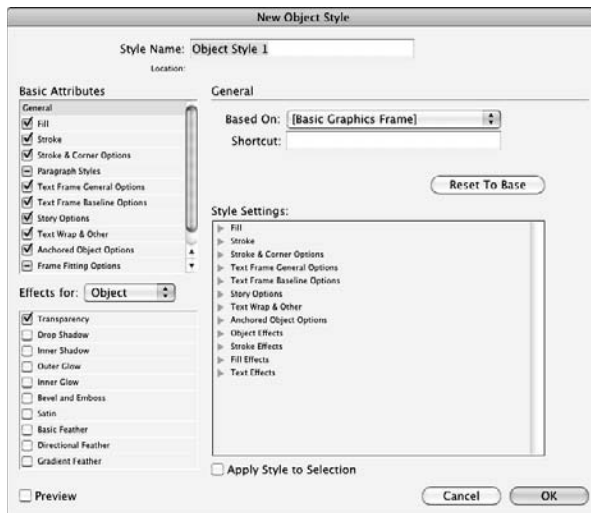 New Object Style
Style Name: Object Style 1
Location:
Basic Attributes
General
Fill
Stroke
Stroke & Corner Options
Paragraph Styles
Text Frame General Options
Text Frame Baseline Options
Story Options
Text Wrap & Other
Anchored Object Options
Frame Fitting Options
Effects for: Object
Transparency
Drop Shadow
Inner Shadow
Outer Glow
Inner Glow
Bevel and Emboss
Satin
Basic Feather
Directional Feather
Gradient Feather
Preview
General
Based On: [Basic Graphics Frame]
Shortcut:
Reset To Base
Style Settings:
Fill
Stroke
Stroke & Corner Options
Text Frame General Options
Text Frame Baseline Options
Story Options
Text Wrap & Other
Anchored Object Options
Object Effects
Stroke Effects
Fill Effects
Text Effects
Apply Style to Selection
Cancel
OK